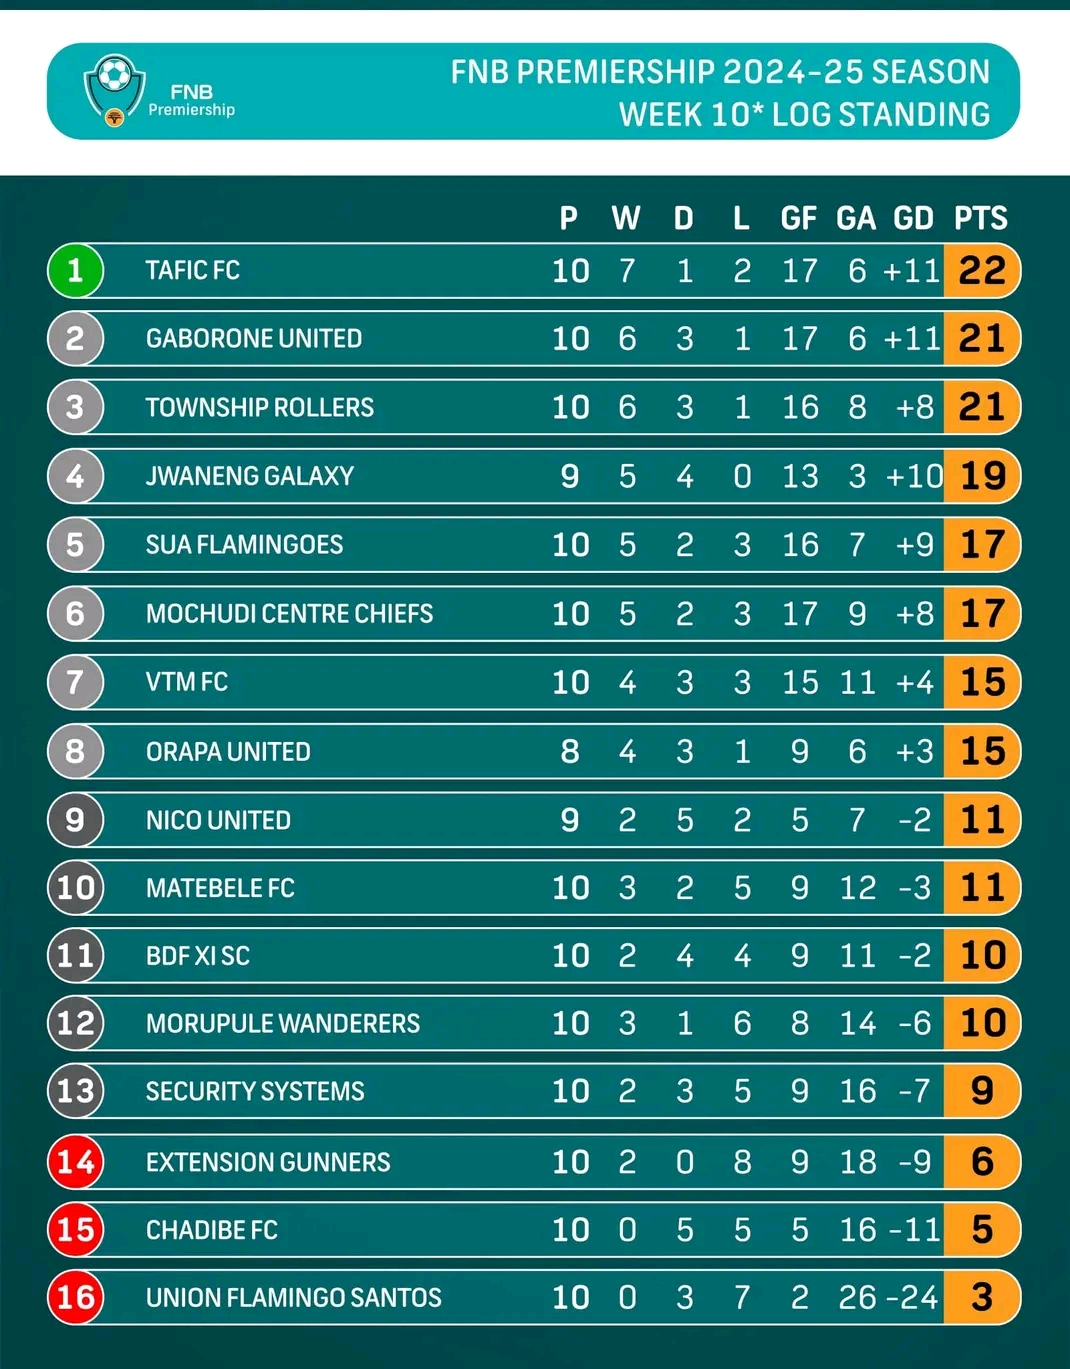 FNB
Premiership
FNB PREMIERSHIP 2024-25 SEASON
WEEK 10* LOG STANDING
P W D L GF GA GD PTS
1 TAFIC FC 10 7 1 2 17 6 +11 22
2 GABORONE UNITED 10 6 3 1 17 6 +11 21
3 TOWNSHIP ROLLERS 10 6 3 1 16 8 +8 21
4 JWANENG GALAXY 9 5 4 0 13 3 +10 19
5 SUA FLAMINGOES 10 5 2 3 16 7 +9 17
6 MOCHUDI CENTRE CHIEFS 10 5 2 3 17 9 +8 17
7 VTM FC 10 4 3 3 15 11 +4 15
8 ORAPA UNITED 8 4 3 1 9 6 +3 15
9 NICO UNITED 9 2 5 2 5 7 -2 11
10 MATEBELE FC 10 3 2 5 9 12 -3 11
11 BDF XI SC 10 2 4 4 9 11 -2 10
12 MORUPULE WANDERERS 10 3 1 6 8 14 -6 10
13 SECURITY SYSTEMS 10 2 3 5 9 16 -7 9
14 EXTENSION GUNNERS 10 2 0 8 9 18 -9 6
15 CHADIBE FC 10 0 5 5 5 16 -11 5
16 UNION FLAMINGO SANTOS 10 0 3 7 2 26 -24 3